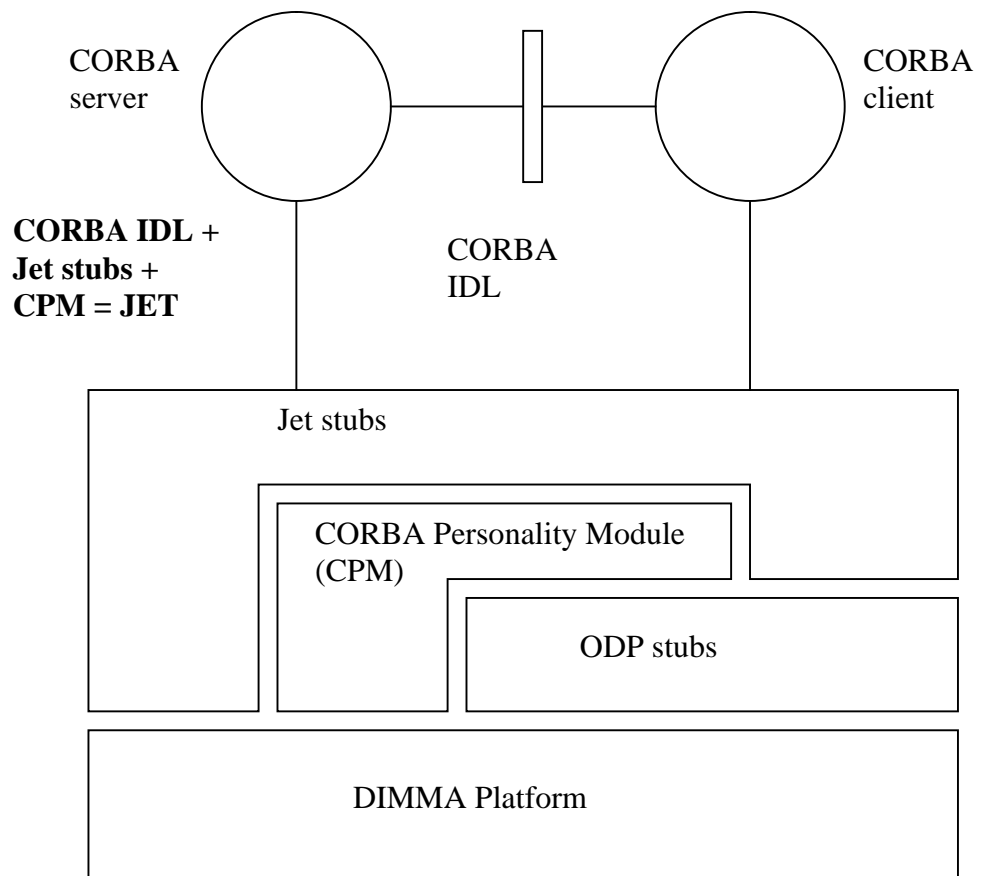 CORBA
server
CORBA
client
CORBA IDL +
Jet stubs +
CPM = JET
CORBA
IDL
Jet stubs
CORBA Personality Module
(CPM)
ODP stubs
DIMMA Platform